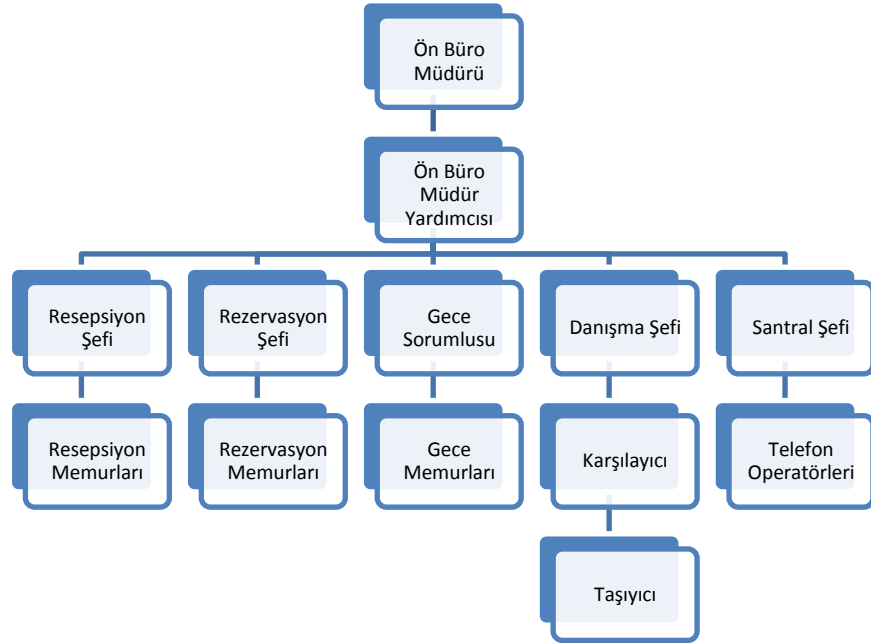 Ön Büro
Müdürü
Ön Büro
Müdür
Yardımcısı
Resepsiyon
Şefi
Rezervasyon
Şefi
Gece
Sorumlusu
Danışma Şefi
Santral Şefi
Resepsiyon
Memurları
Rezervasyon
Memurları
Gece
Memurları
Karşılayıcı
Telefon
Operatörleri
Taşıyıcı